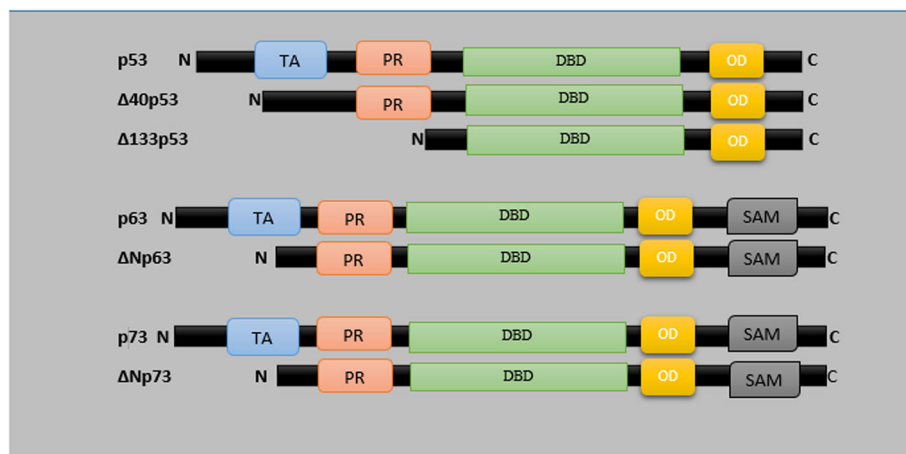 p53 N TA PR DBD OD C
Δ40p53 N PR DBD OD C
Δ133p53 N DBD OD C
p63 N TA PR DBD OD SAM C
ΔNp63 N PR DBD OD SAM C
p73 N TA PR DBD OD SAM C
ΔNp73 N PR DBD OD SAM C